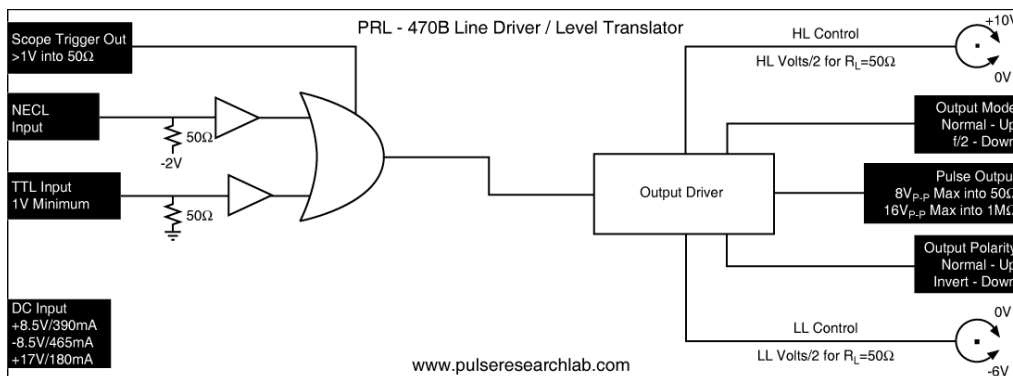 PRL - 470B Line Driver / Level Translator
Scope Trigger Out
>1V into 50Ω
NECL
Input
50Ω
-2V
TTL Input
1V Minimum
50Ω
DC Input
+8.5V/390mA
-8.5V/465mA
+17V/180mA
Output Driver
HL Control
HL Volts/2 for RL=50Ω
+10V
0V
Output Mode
Normal - Up
f/2 - Down
Pulse Output
8VP-P Max into 50Ω
16VP-P Max into 1MΩ
Output Polarity
Normal - Up
Invert - Down
LL Control
LL Volts/2 for RL=50Ω
0V
-6V
www.pulseresearchlab.com